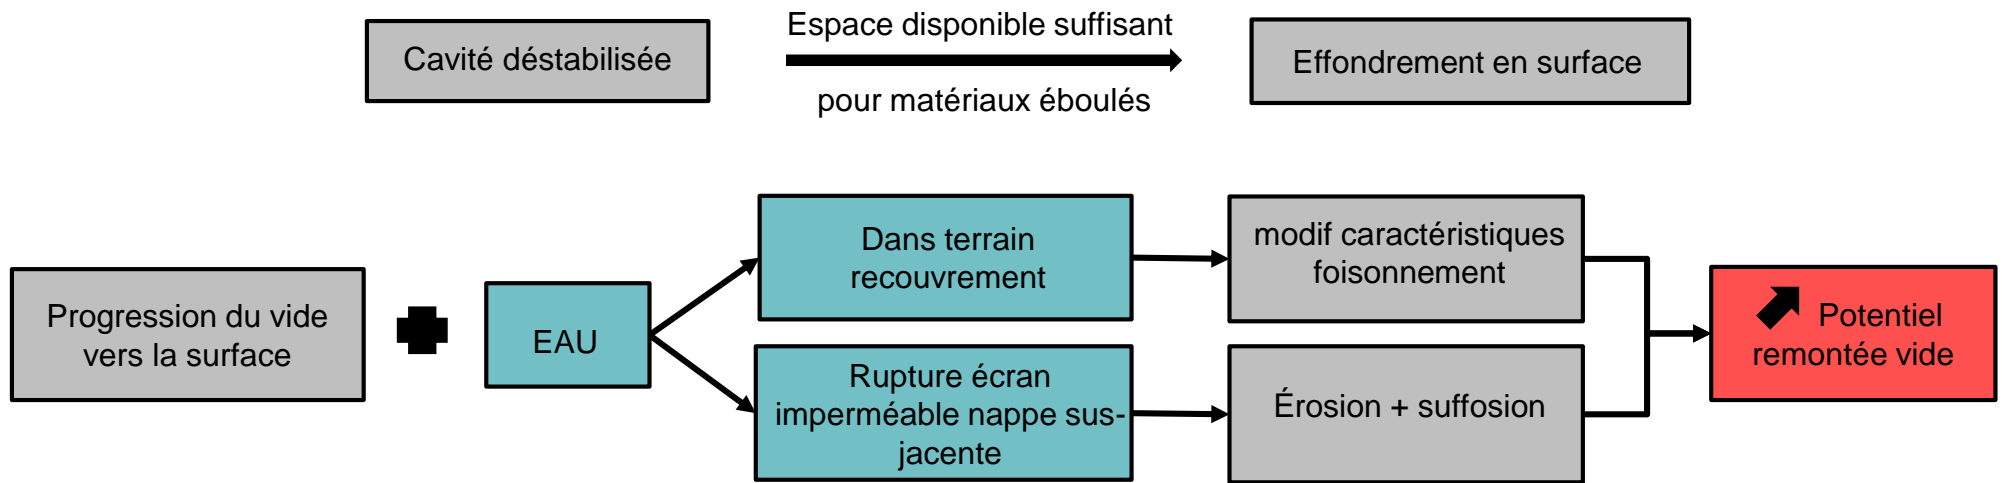 Cavité déstabilisée
Espace disponible suffisant
pour matériaux éboulés
Effondrement en surface
Progression du vide
vers la surface
EAU
Dans terrain
recouvrement
modif caractéristiques
foisonnement
Rupture écran
imperméable nappe sus-
jacente
Érosion + suffosion
Potentiel
remontée vide